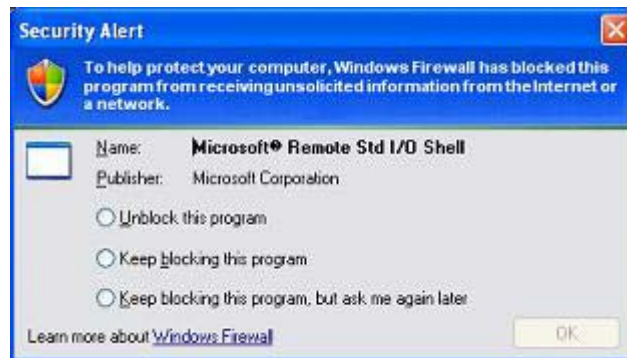 Security Alert
To help protect your computer, Windows Firewall has blocked this
program from receiving unsolicited information from the Internet or
a network.
Name: Microsoft® Remote Std I/O Shell
Publisher: Microsoft Corporation
Unblock this program
Keep blocking this program
Keep blocking this program, but ask me again later
Learn more about Windows Firewall
OK